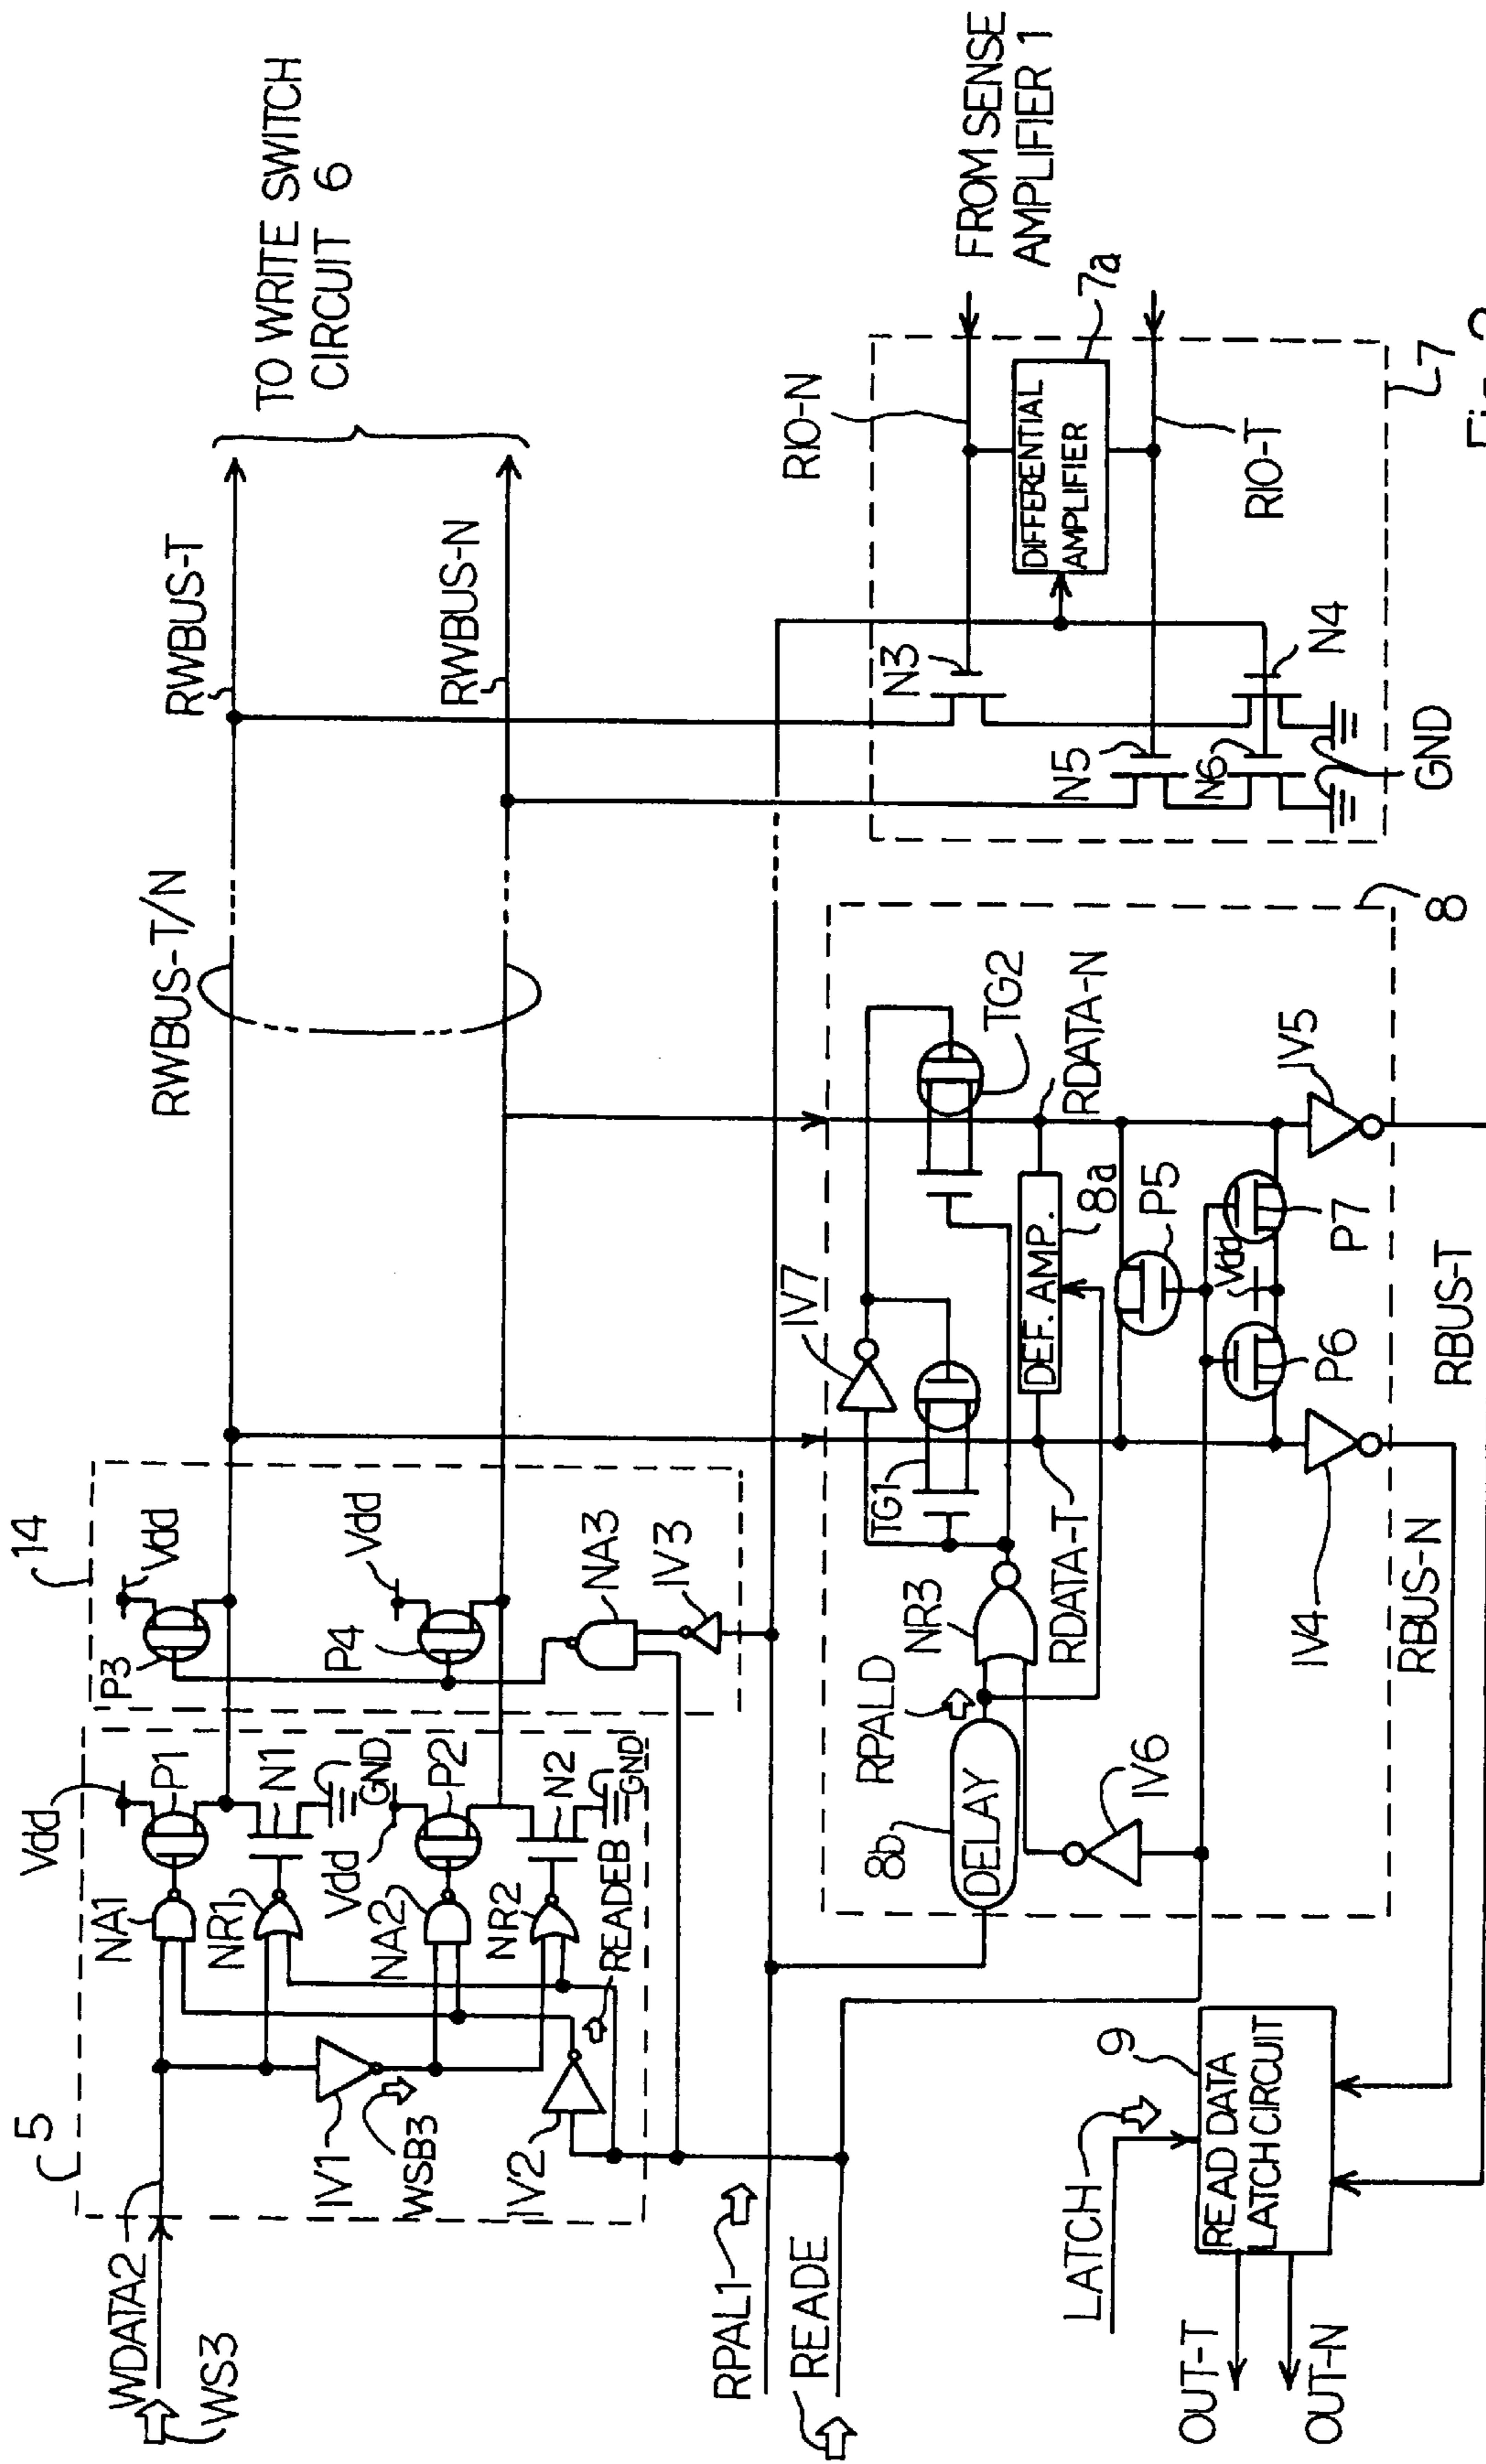 TO WRITE SWITCH
CIRCUIT 6
RWBUS-T
RWBUS-N
RWBUS-T/N
FROM SENSE
AMPLIFIER 1
RIO-N
DIFFERENTIAL
AMPLIFIER
7a
RIO-T
7
N3
N4
N5
N6
GND
14
Vdd
P3
Vdd
P4
NA3
IV3
5
Vdd
P1
NA1
N1
GND
NR1
Vdd
P2
NA2
N2
GND
NR2
READEB
IV1
WSB3
IV2
WDATA2
WS3
RPAL1
READE
8
TG2
RDATA-N
IV7
TG1
DEF. AMP.
8a
P5
IV5
P7
Vdd
P6
IV4
NR3
RDATA-T
RPALD
8b
DELAY
IV6
RBUS-T
RBUS-N
9
READ DATA
LATCH CIRCUIT
LATCH
OUT-T
OUT-N